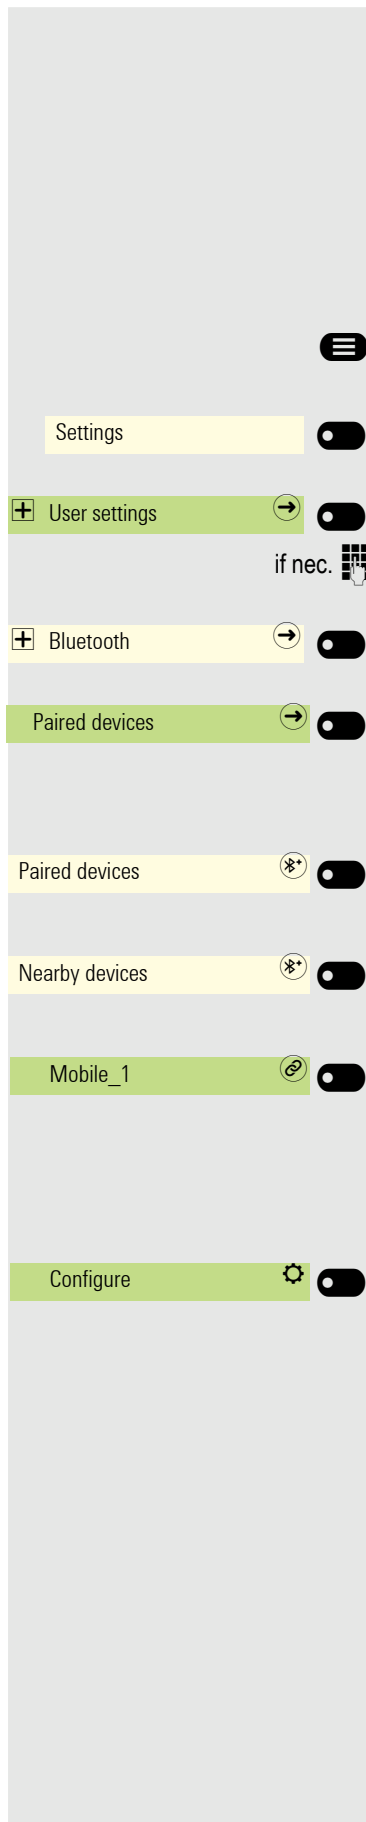 Settings
User settings
if nec.
Bluetooth
Paired devices
Paired devices
Nearby devices
Mobile_1
Configure